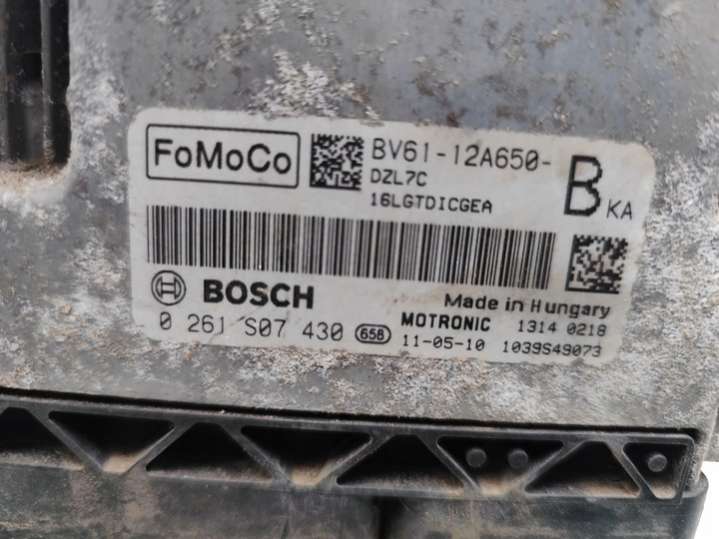 FoMoCo
BV61-12A650-
B KA
DZL7C
16LGTDICGEA
BOSCH
Made in Hungary
0 261 S07 430 658
MOTRONIC 1314 0218
11-05-10 1039S49073